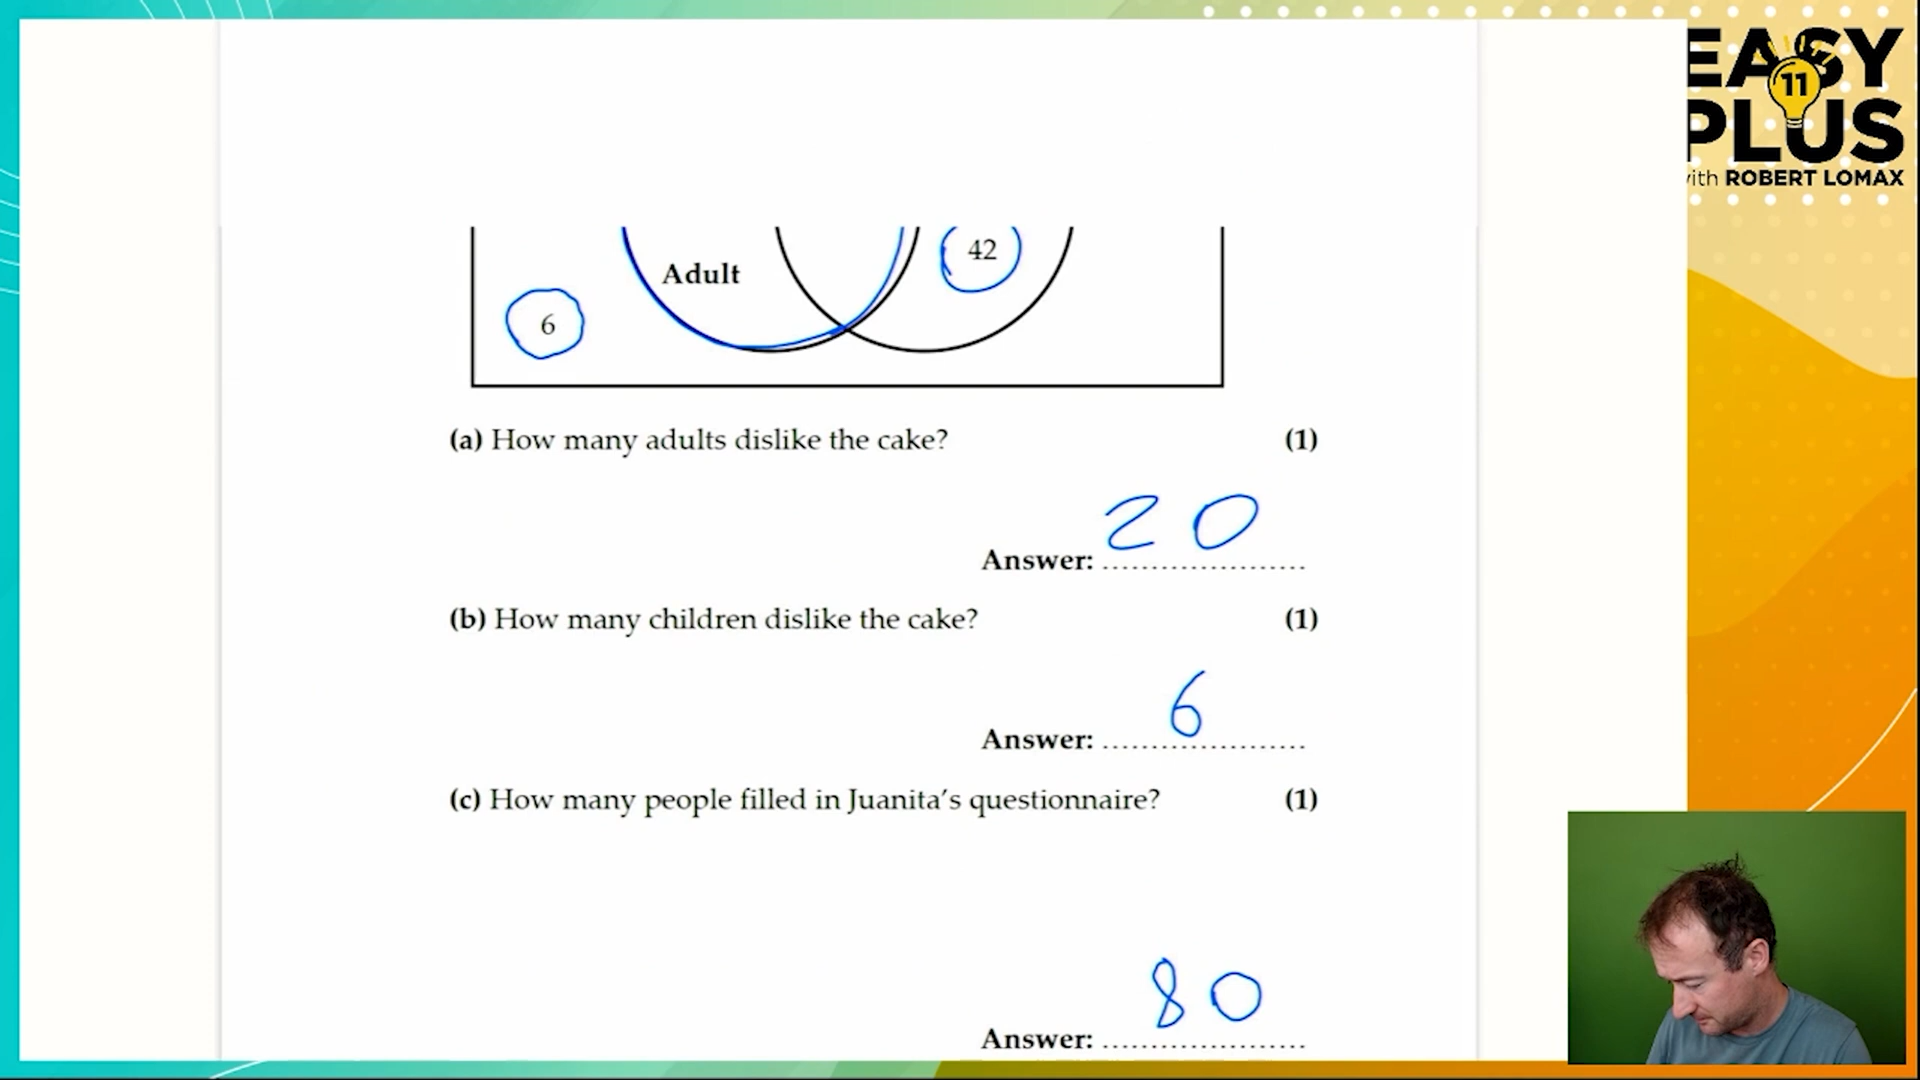 EASY
11
PLUS
with ROBERT LOMAX
42
Adult
6
(a) How many adults dislike the cake? (1)
20
Answer: ......................
(b) How many children dislike the cake? (1)
6
Answer: ......................
(c) How many people filled in Juanita's questionnaire? (1)
80
Answer: ......................